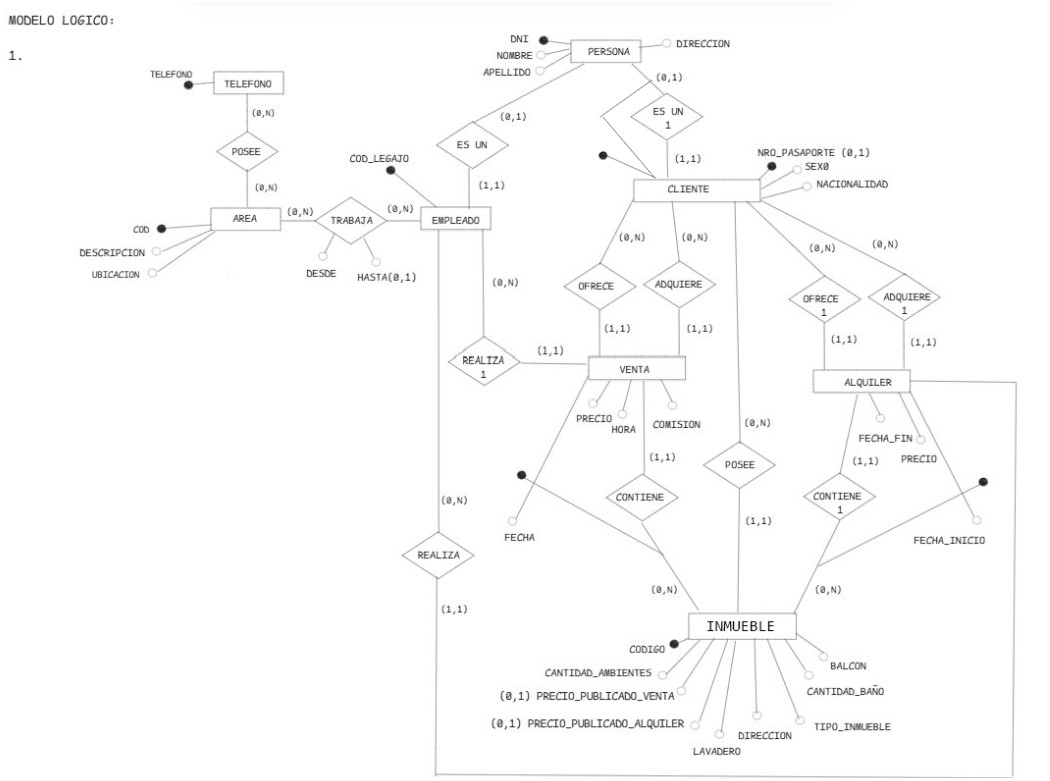 MODELO LOGICO:
1.
DNI
DIRECCION
NOMBRE
PERSONA
APELLIDO
TELEFONO
TELEFONO
(0,1)
(0,N)
(0,1)
ES UN
1
POSEE
ES UN
COD_LEGAJO
(1,1)
NRO_PASAPORTE (0,1)
SEXO
(0,N)
(1,1)
CLIENTE
NACIONALIDAD
AREA
(0,N)
TRABAJA
(0,N)
EMPLEADO
COD
DESCRIPCION
UBICACION
DESDE
HASTA(0,1)
(0,N)
(0,N)
(0,N)
(0,N)
(0,N)
OFRECE
ADQUIERE
OFRECE
1
ADQUIERE
1
(1,1)
(1,1)
(1,1)
(1,1)
REALIZA
1
(1,1)
VENTA
ALQUILER
PRECIO
HORA
COMISION
(0,N)
FECHA_FIN
PRECIO
(1,1)
(1,1)
POSEE
CONTIENE
CONTIENE
1
(0,N)
(1,1)
FECHA
FECHA_INICIO
REALIZA
(0,N)
(0,N)
(1,1)
INMUEBLE
CODIGO
BALCON
CANTIDAD_AMBIENTES
CANTIDAD_BAÑO
(0,1) PRECIO_PUBLICADO_VENTA
(0,1) PRECIO_PUBLICADO_ALQUILER
TIPO_INMUEBLE
DIRECCION
LAVADERO